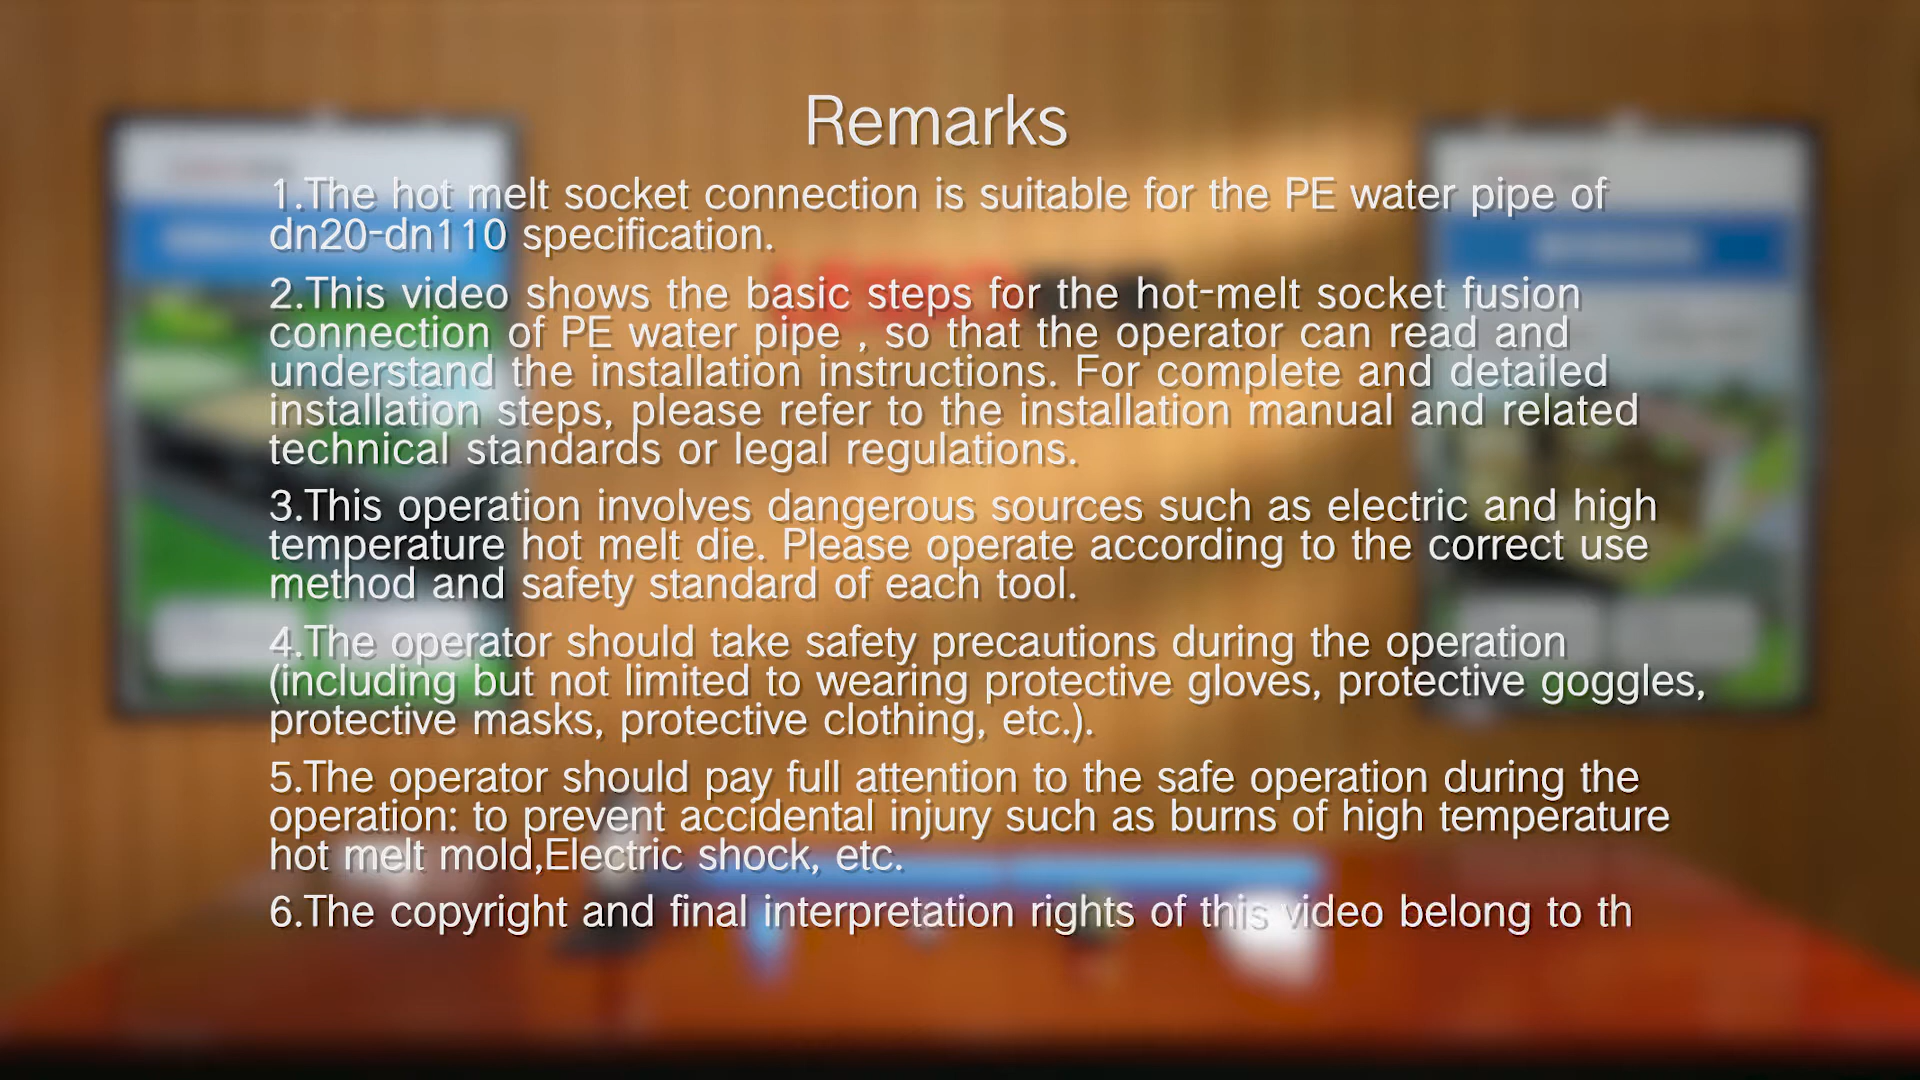 Remarks
1.The hot melt socket connection is suitable for the PE water pipe of
dn20-dn110 specification.
2.This video shows the basic steps for the hot-melt socket fusion
connection of PE water pipe , so that the operator can read and
understand the installation instructions. For complete and detailed
installation steps, please refer to the installation manual and related
technical standards or legal regulations.
3.This operation involves dangerous sources such as electric and high
temperature hot melt die. Please operate according to the correct use
method and safety standard of each tool.
4.The operator should take safety precautions during the operation
(including but not limited to wearing protective gloves, protective goggles,
protective masks, protective clothing, etc.).
5.The operator should pay full attention to the safe operation during the
operation: to prevent accidental injury such as burns of high temperature
hot melt mold,Electric shock, etc.
6.The copyright and final interpretation rights of this video belong to th